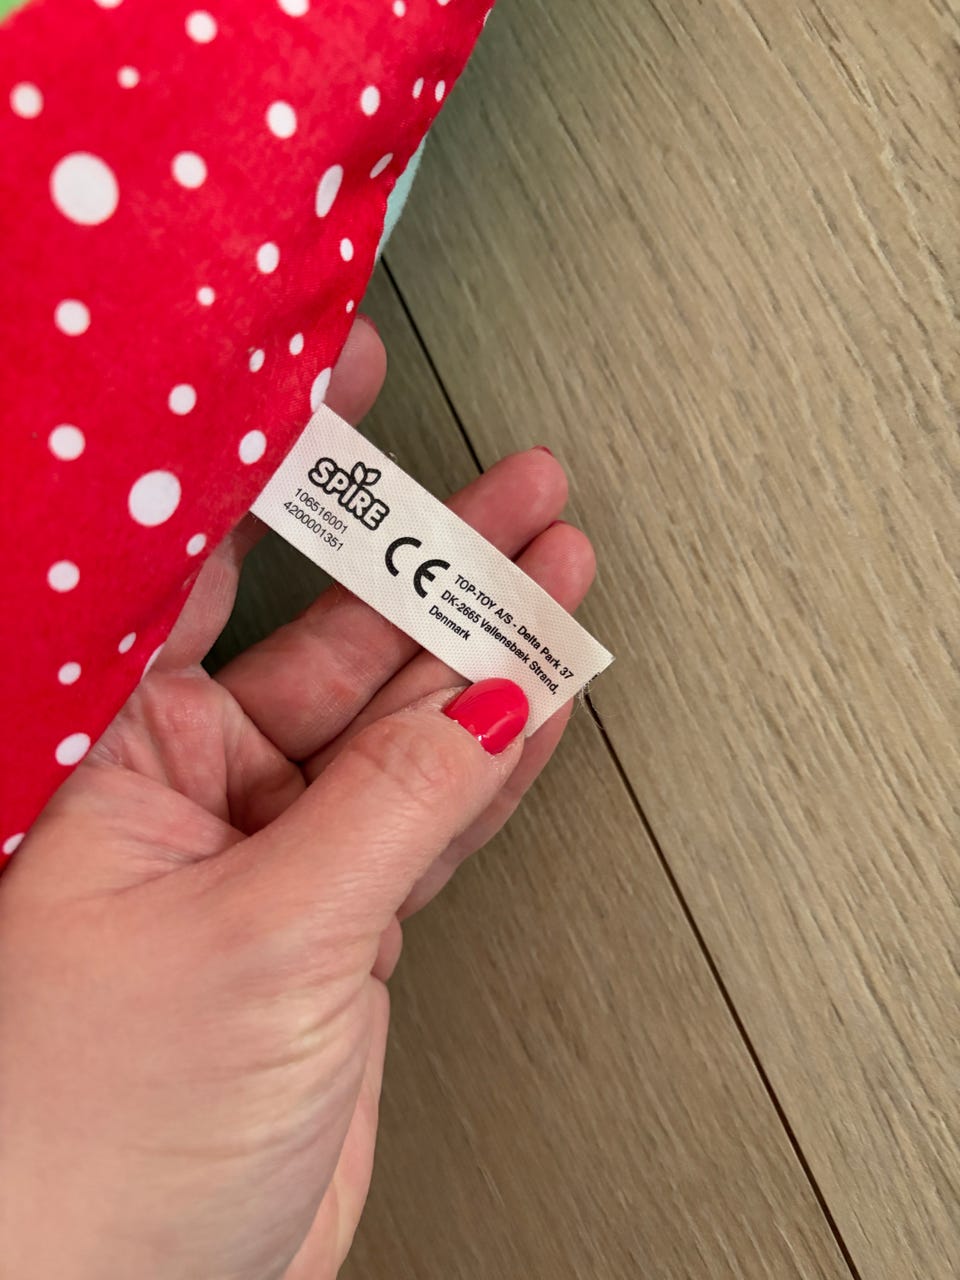 SPIRE
106516001
4200001351
CE
TOP-TOY A/S - Delta Park 37
DK-2665 Vallensbæk Strand,
Denmark